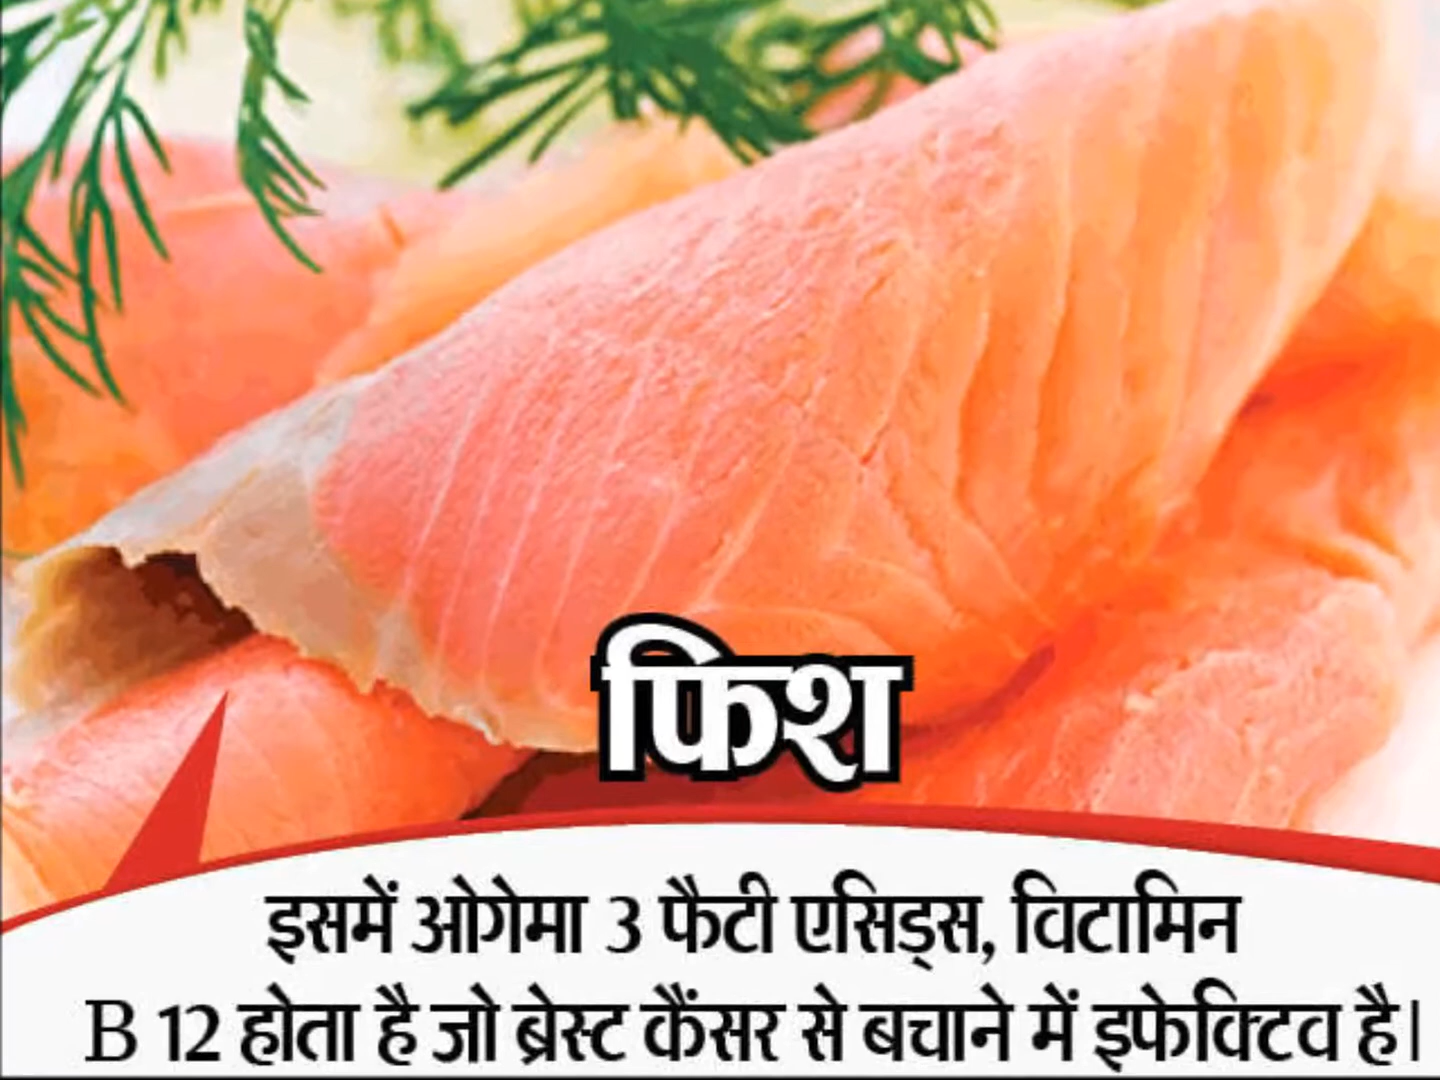 फिश
इसमें ओगेमा 3 फैटी एसिड्स, विटामिन
B 12 होता है जो ब्रेस्ट कैंसर से बचाने में इफेक्टिव है।